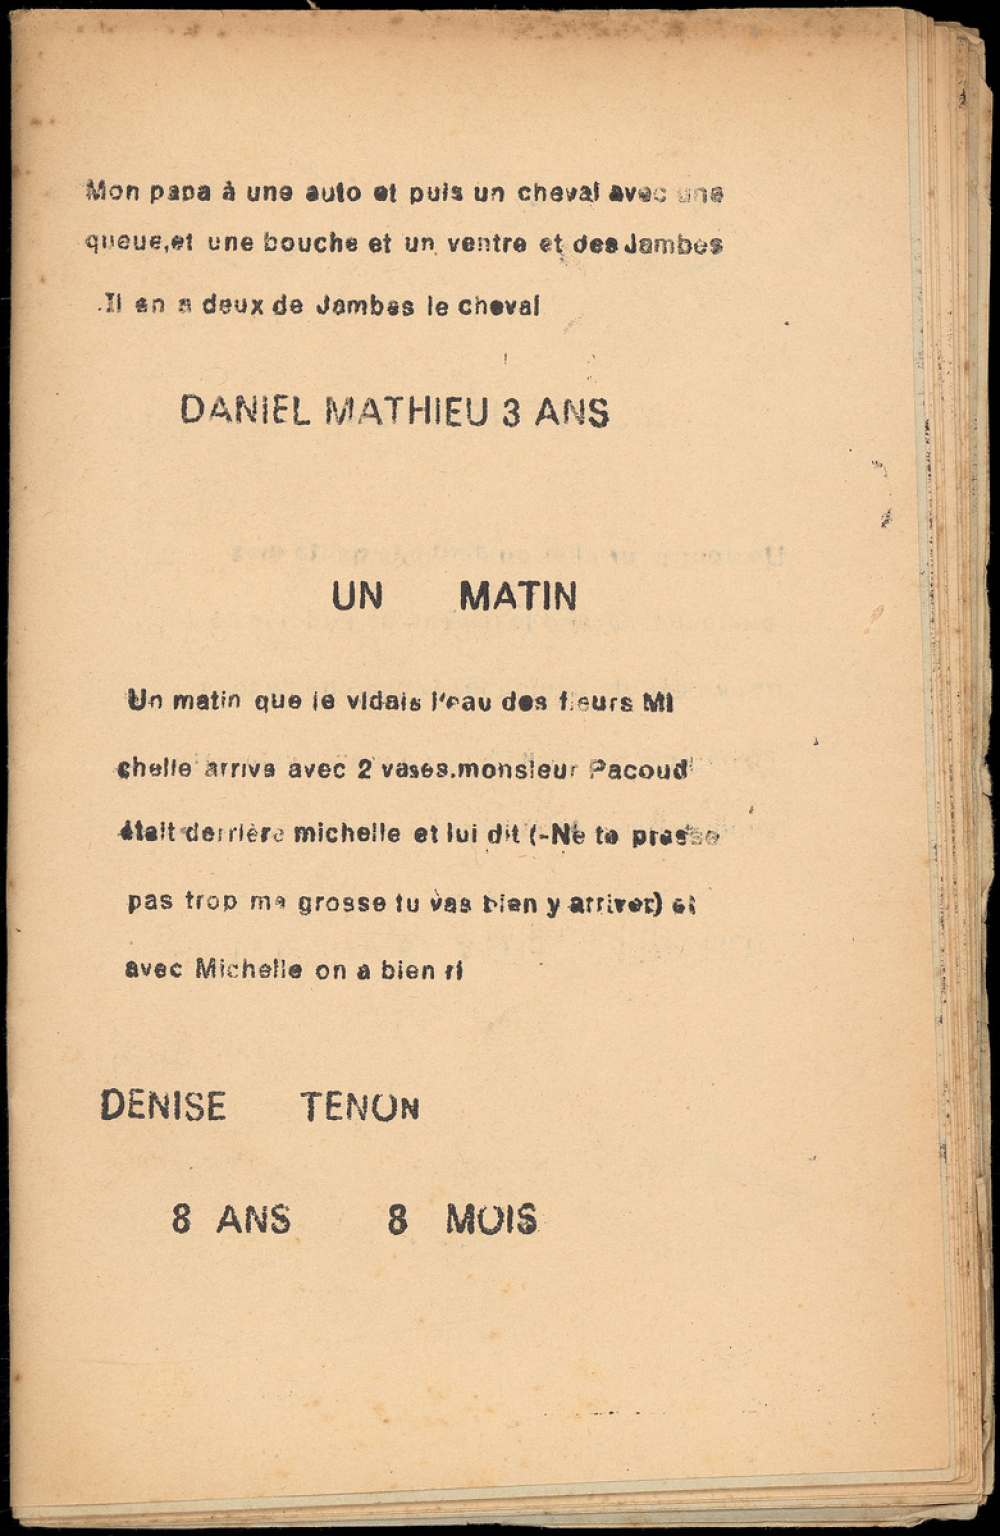 Mon papa à une auto et puis un cheval avec une
queue,et une bouche et un ventre et des Jambes
.Il en a deux de Jambes le cheval
DANIEL MATHIEU 3 ANS
UN MATIN
Un matin que je vidais l'eau des fleurs Mi
chelle arriva avec 2 vases.monsieur Pacoud
était derrière michelle et lui dit (-Ne te presse
pas trop ma grosse tu vas bien y arriver) et
avec Michelle on a bien ri
DENISE TENON
8 ANS 8 MOIS